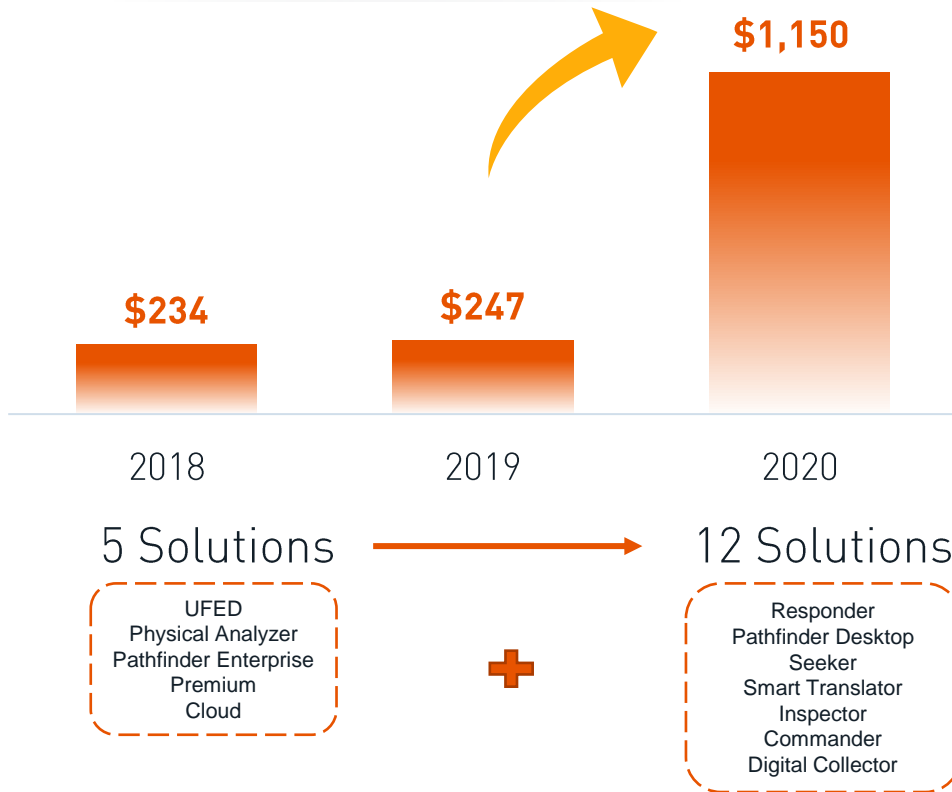 $1,150
$234
$247
2018
2019
2020
5 Solutions
12 Solutions
UFED
Physical Analyzer
Pathfinder Enterprise
Premium
Cloud
Responder
Pathfinder Desktop
Seeker
Smart Translator
Inspector
Commander
Digital Collector